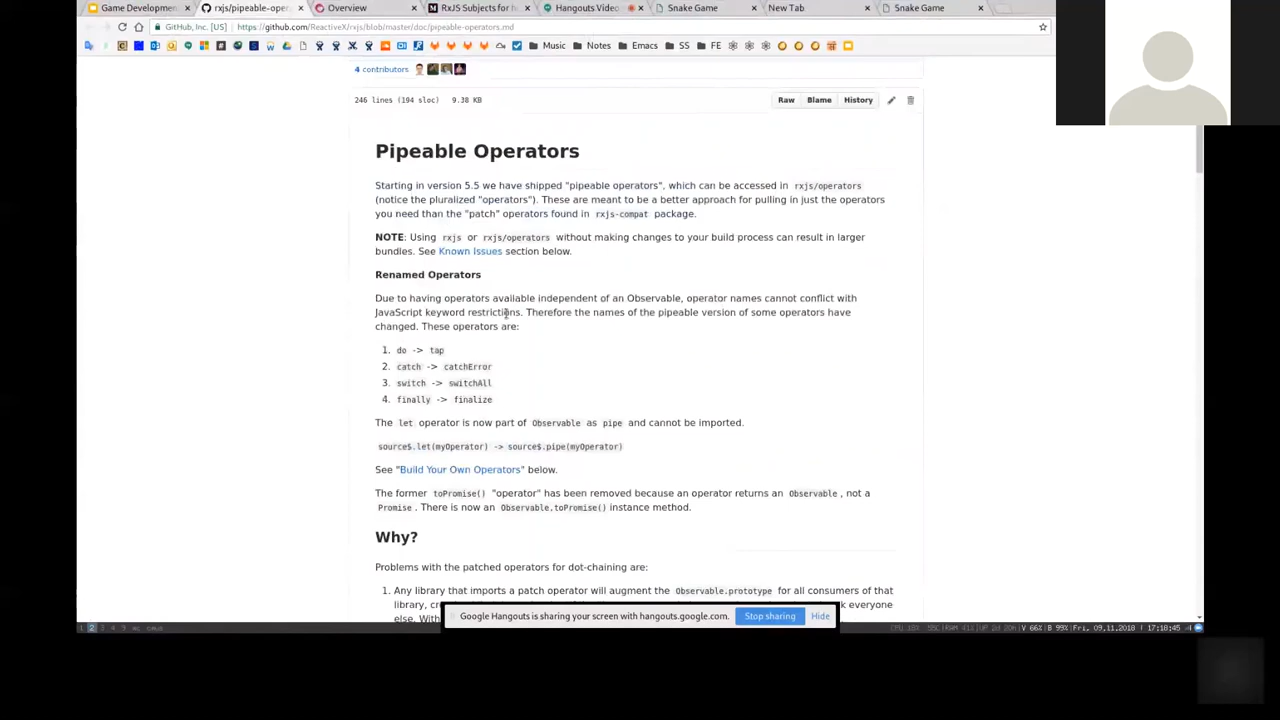 Game Development
rxjs/pipeable-oper
Overview
RxJS Subjects for h
Hangouts Video
Snake Game
New Tab
Snake Game
GitHub, Inc. [US]
https://github.com/ReactiveX/rxjs/blob/master/doc/pipeable-operators.md
Music
Notes
Emacs
SS
FE
4 contributors
246 lines (194 sloc) 9.38 KB
Raw
Blame
History
Pipeable Operators
Starting in version 5.5 we have shipped "pipeable operators", which can be accessed in rxjs/operators
(notice the pluralized "operators"). These are meant to be a better approach for pulling in just the operators
you need than the "patch" operators found in rxjs-compat package.
NOTE: Using rxjs or rxjs/operators without making changes to your build process can result in larger
bundles. See Known Issues section below.
Renamed Operators
Due to having operators available independent of an Observable, operator names cannot conflict with
JavaScript keyword restrictions. Therefore the names of the pipeable version of some operators have
changed. These operators are:
1. do -> tap
2. catch -> catchError
3. switch -> switchAll
4. finally -> finalize
The let operator is now part of Observable as pipe and cannot be imported.
source$.let(myOperator) -> source$.pipe(myOperator)
See "Build Your Own Operators" below.
The former toPromise() "operator" has been removed because an operator returns an Observable, not a
Promise. There is now an Observable.toPromise() instance method.
Why?
Problems with the patched operators for dot-chaining are:
1. Any library that imports a patch operator will augment the Observable.prototype for all consumers of that
library, k everyone
else.
Google Hangouts is sharing your screen with hangouts.google.com.
Stop sharing
Hide
Fri, 09.11.2018 17:18:45